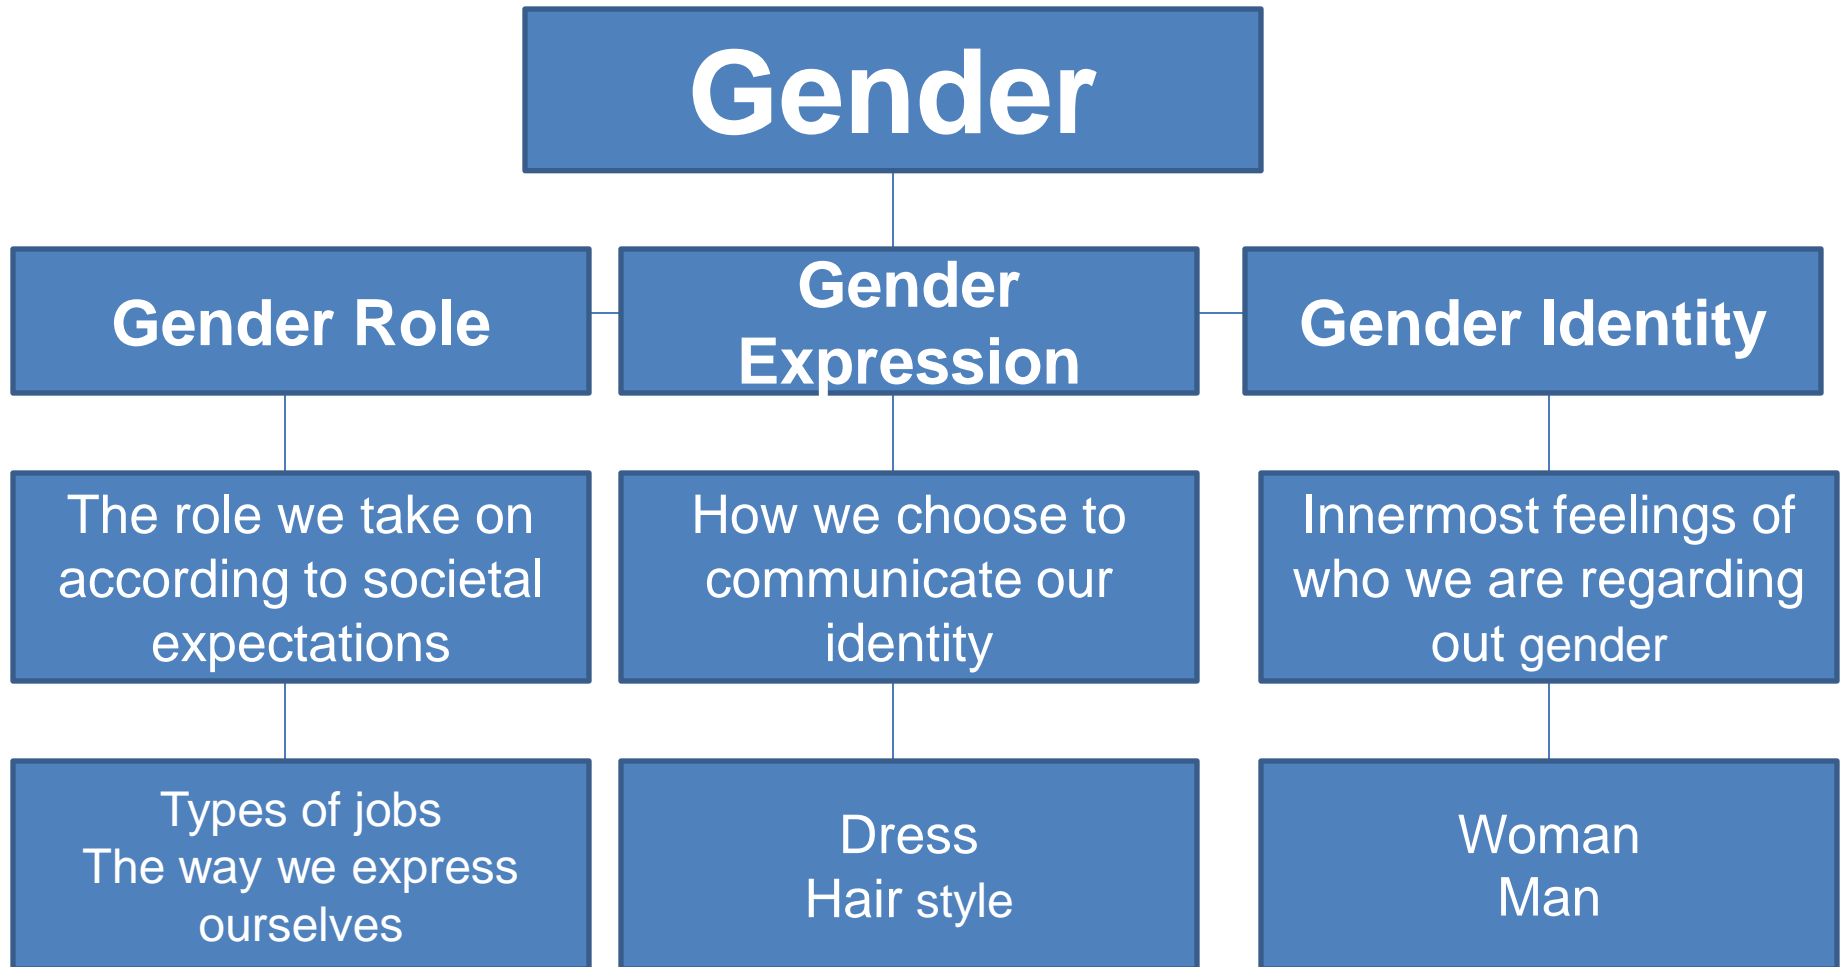 Gender
Gender Role
Gender
Expression
Gender Identity
The role we take on
according to societal
expectations
How we choose to
communicate our
identity
Innermost feelings of
who we are regarding
out gender
Types of jobs
The way we express
ourselves
Dress
Hair style
Woman
Man